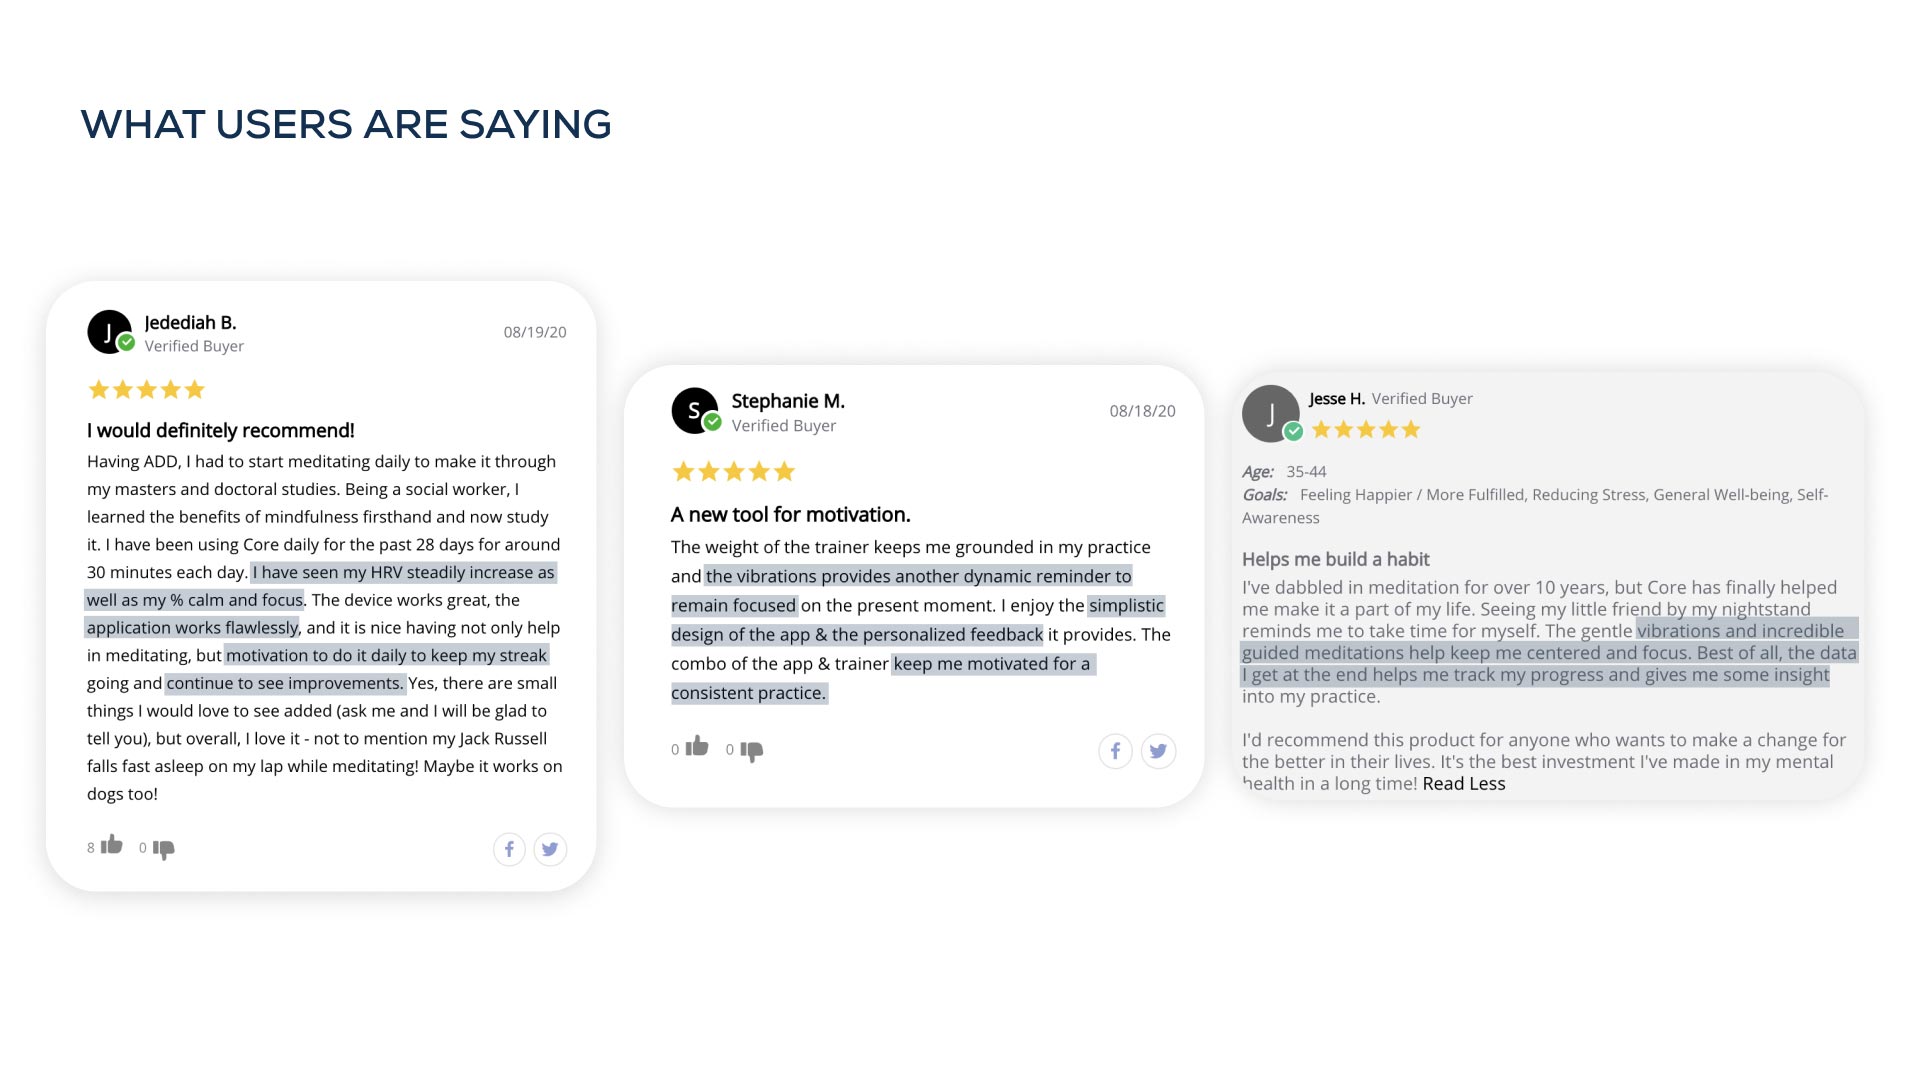 WHAT USERS ARE SAYING
J
Jedediah B.
Verified Buyer
08/19/20
I would definitely recommend!
Having ADD, I had to start meditating daily to make it through
my masters and doctoral studies. Being a social worker, I
learned the benefits of mindfulness firsthand and now study
it. I have been using Core daily for the past 28 days for around
30 minutes each day. I have seen my HRV steadily increase as
well as my % calm and focus. The device works great, the
application works flawlessly, and it is nice having not only help
in meditating, but motivation to do it daily to keep my streak
going and continue to see improvements. Yes, there are small
things I would love to see added (ask me and I will be glad to
tell you), but overall, I love it - not to mention my Jack Russell
falls fast asleep on my lap while meditating! Maybe it works on
dogs too!
8
0
S
Stephanie M.
Verified Buyer
08/18/20
A new tool for motivation.
The weight of the trainer keeps me grounded in my practice
and the vibrations provides another dynamic reminder to
remain focused on the present moment. I enjoy the simplistic
design of the app & the personalized feedback it provides. The
combo of the app & trainer keep me motivated for a
consistent practice.
0
0
J
Jesse H. Verified Buyer
Age: 35-44
Goals: Feeling Happier / More Fulfilled, Reducing Stress, General Well-being, Self-
Awareness
Helps me build a habit
I've dabbled in meditation for over 10 years, but Core has finally helped
me make it a part of my life. Seeing my little friend by my nightstand
reminds me to take time for myself. The gentle vibrations and incredible
guided meditations help keep me centered and focus. Best of all, the data
I get at the end helps me track my progress and gives me some insight
into my practice.
I'd recommend this product for anyone who wants to make a change for
the better in their lives. It's the best investment I've made in my mental
health in a long time! Read Less